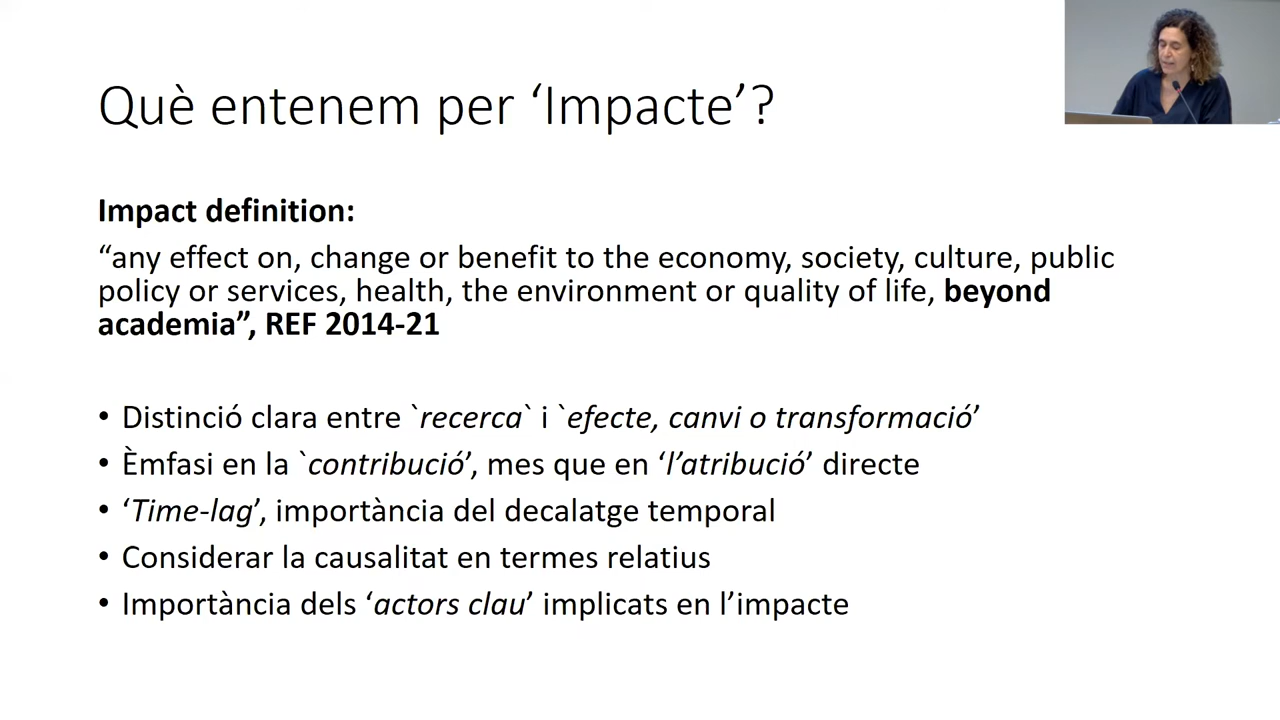 Què entenem per ‘Impacte’?
Impact definition:
“any effect on, change or benefit to the economy, society, culture, public
policy or services, health, the environment or quality of life, beyond
academia”, REF 2014-21
• Distinció clara entre `recerca` i `efecte, canvi o transformació’
• Èmfasi en la `contribució’, mes que en ‘l’atribució’ directe
• ‘Time-lag’, importància del decalatge temporal
• Considerar la causalitat en termes relatius
• Importància dels ‘actors clau’ implicats en l’impacte